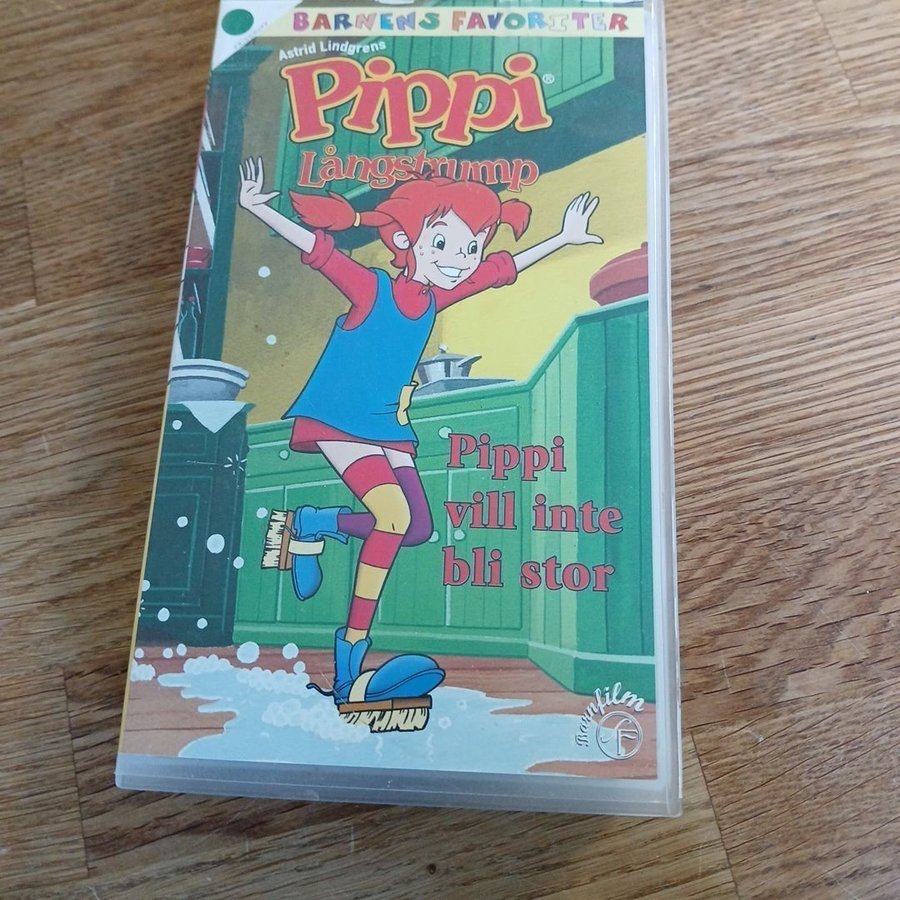 BARNENS FAVORITER
Astrid Lindgrens
Pippi®
Långstrump
Pippi
vill inte
bli stor
Barnfilm